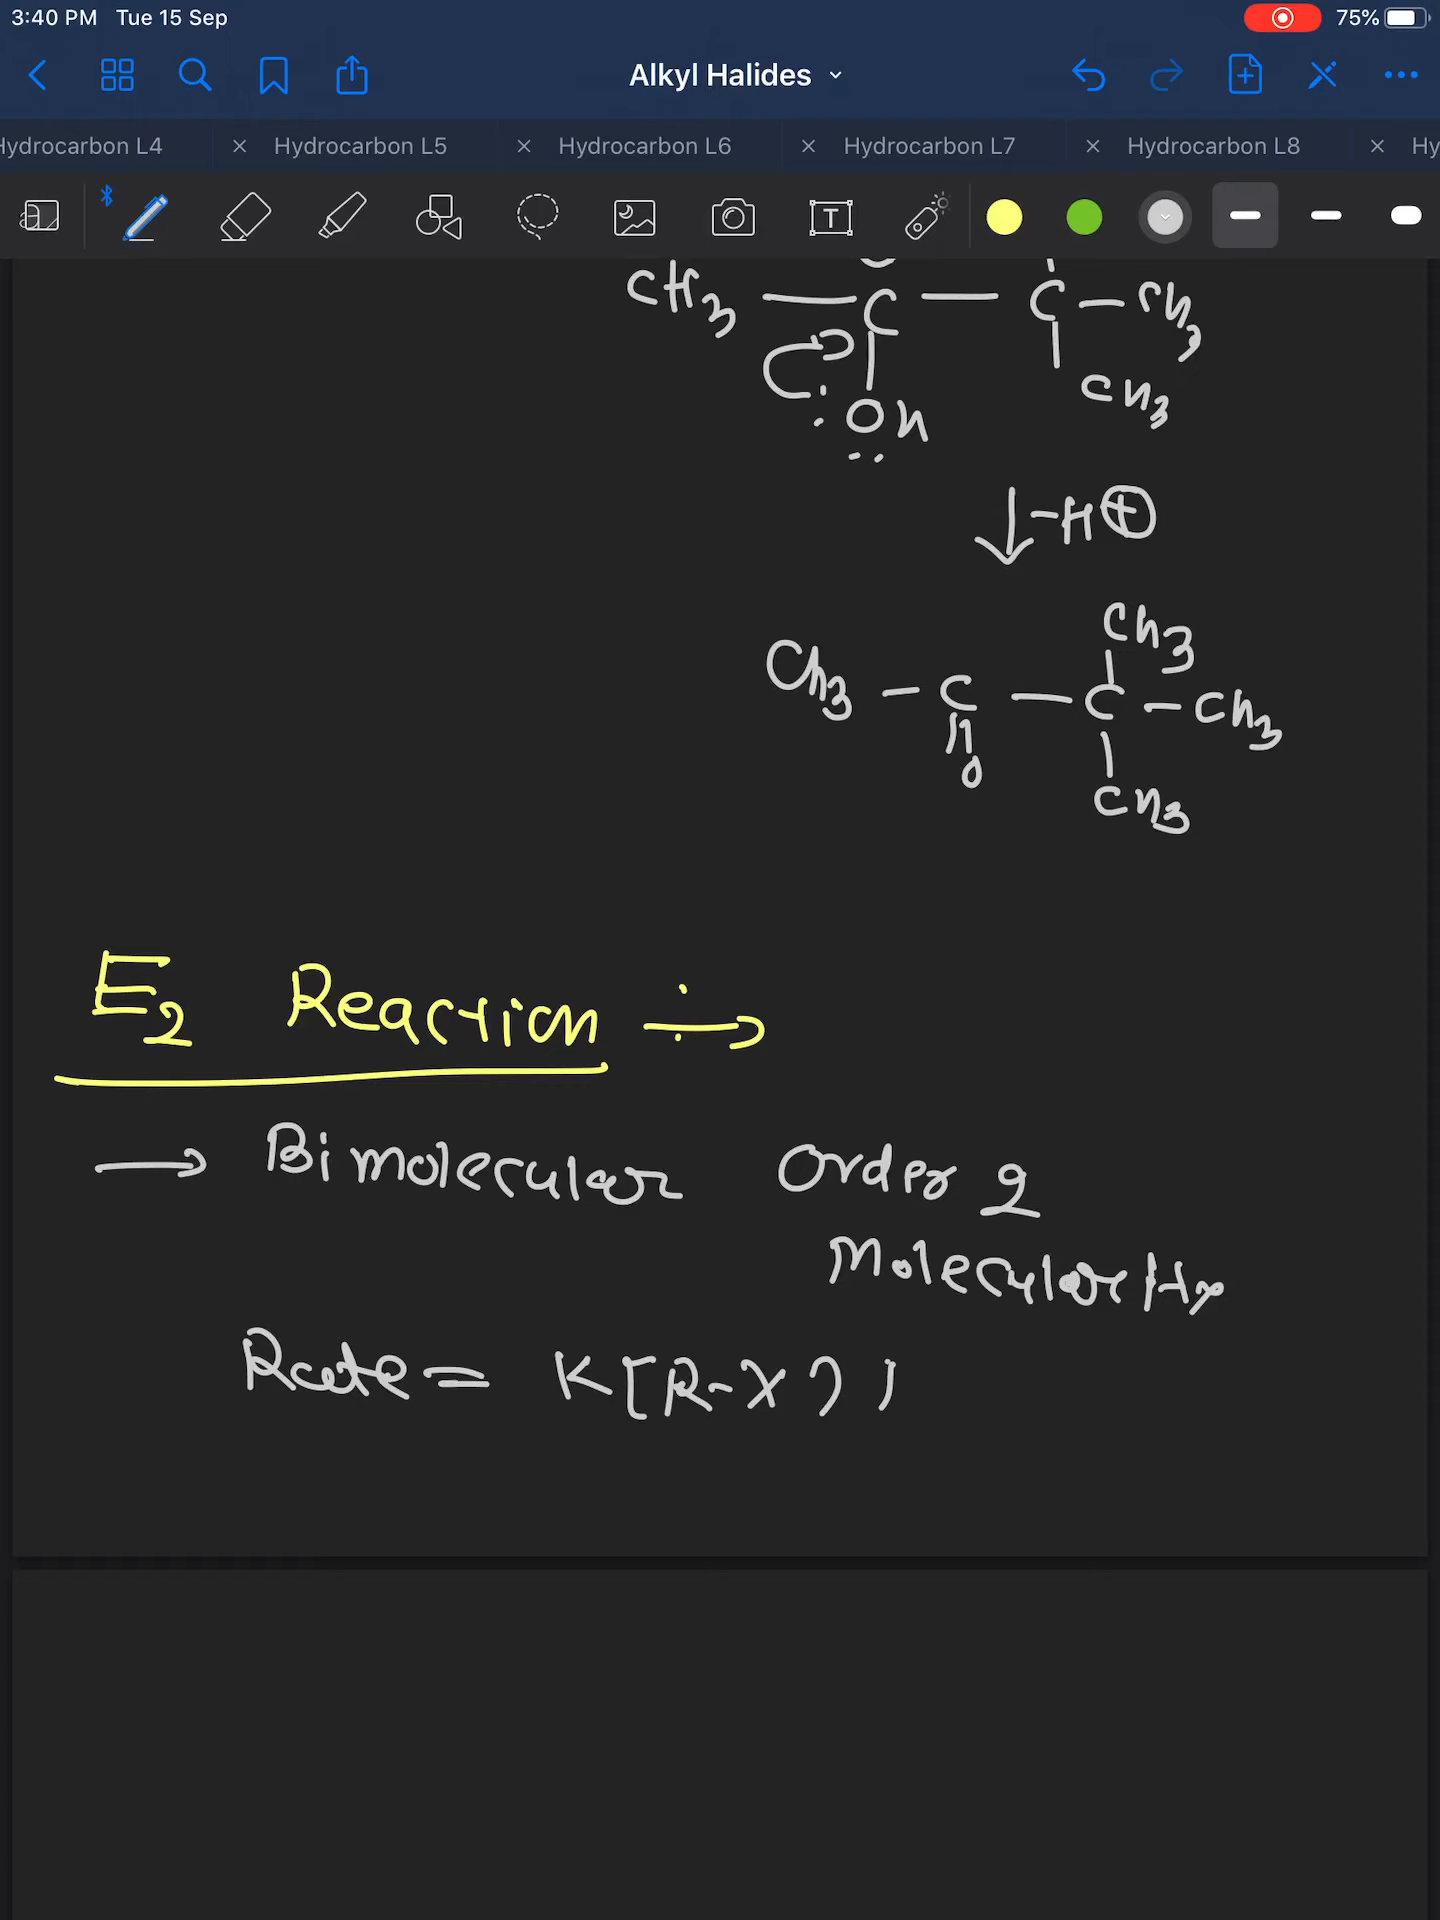 3:40 PM Tue 15 Sep 75%
Alkyl Halides
Hydrocarbon L4 × Hydrocarbon L5 × Hydrocarbon L6 × Hydrocarbon L7 × Hydrocarbon L8 × Hy
T
CH3 — C — C — CH3
OH CH3
↓ -H⊕
CH3
CH3 — C — C — CH3
O CH3
E2 Reaction ÷→
→ Bimolecular Order 2
Molecularity
Rate = K[R-X]